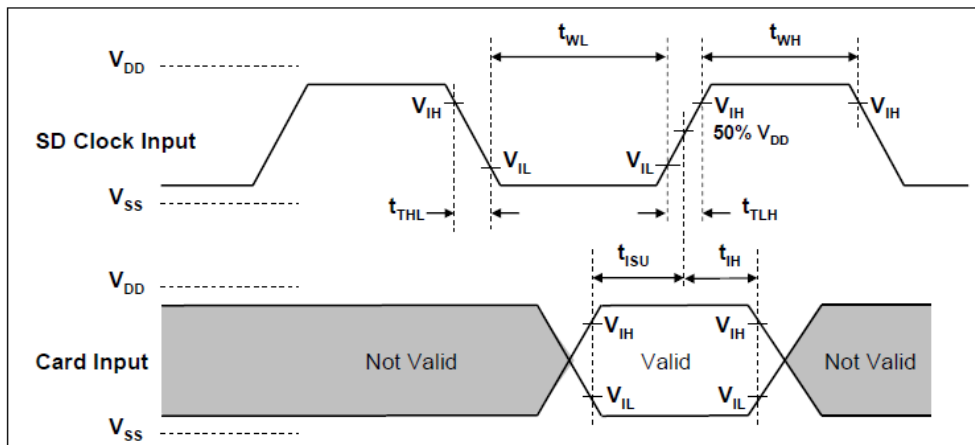 t_WL t_WH
V_DD
V_IH V_IH V_IH
SD Clock Input 50% V_DD
V_IL V_IL
V_SS
t_THL t_TLH
t_ISU t_IH
V_DD
V_IH V_IH
Card Input Not Valid Valid Not Valid
V_IL V_IL
V_SS